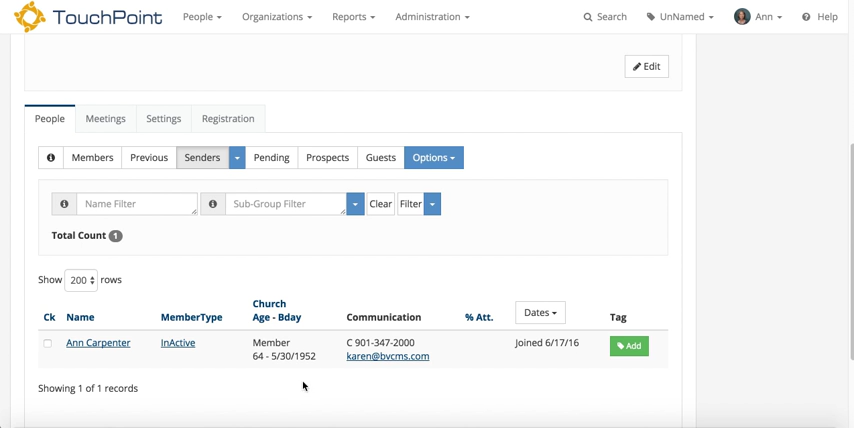 TouchPoint People Organizations Reports Administration Search UnNamed Ann Help
Edit
People Meetings Settings Registration
Members Previous Senders Pending Prospects Guests Options
Name Filter Sub-Group Filter Clear Filter
Total Count 1
Show 200 rows
Ck Name MemberType Church Age - Bday Communication % Att. Dates Tag
Ann Carpenter InActive Member C 901-347-2000 Joined 6/17/16 Add
64 - 5/30/1952 karen@bvcms.com
Showing 1 of 1 records